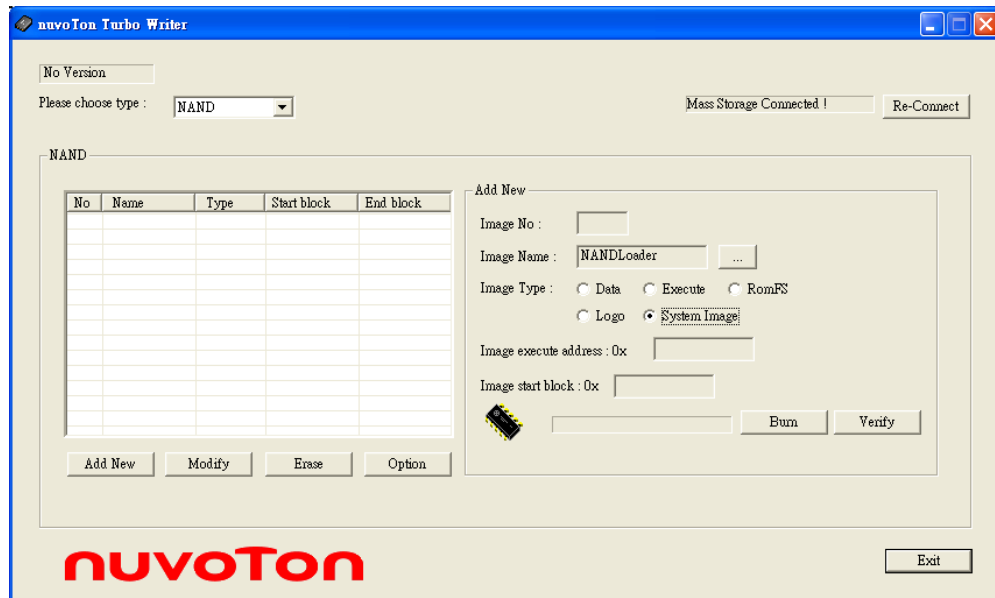 nuvoTon Turbo Writer
No Version
Please choose type :
NAND
Mass Storage Connected !
Re-Connect
NAND
No Name Type Start block End block
Add New
Image No :
Image Name : NANDLoader ...
Image Type : Data Execute RomFS
Logo System Image
Image execute address : 0x
Image start block : 0x
Burn Verify
Add New Modify Erase Option
nuvoTon
Exit